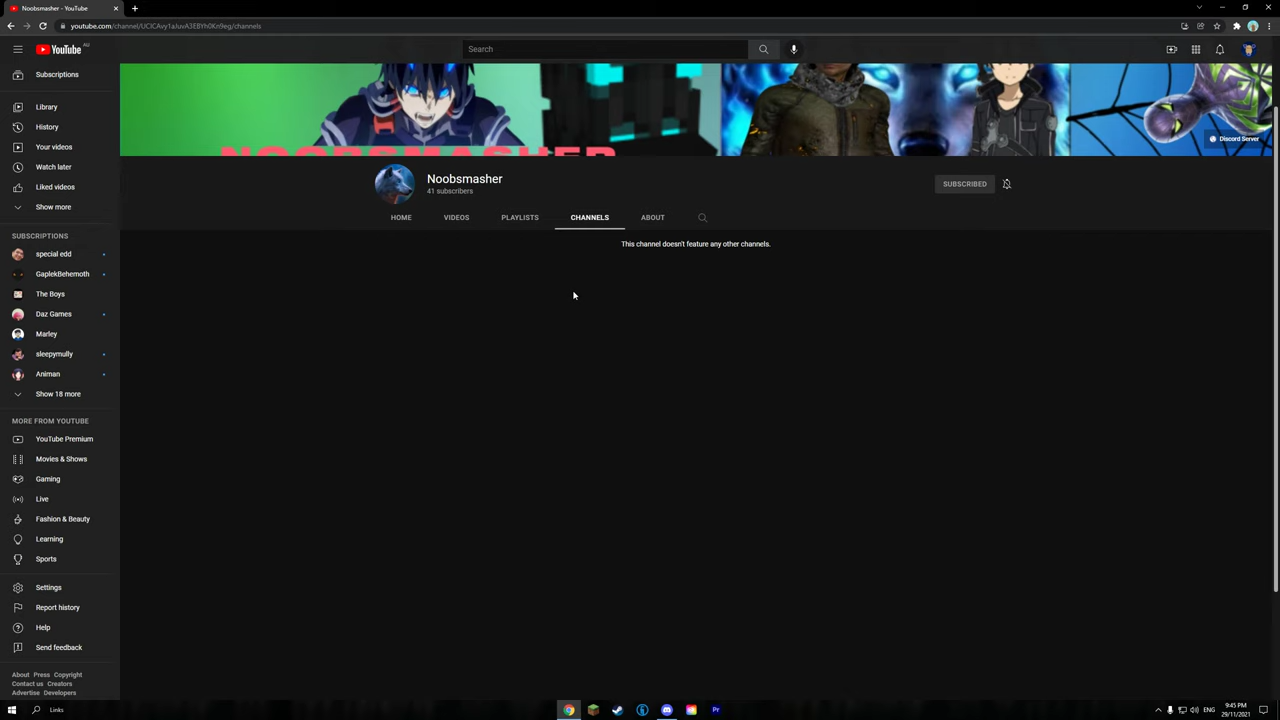 Noobsmasher - YouTube
youtube.com/channel/UCICAvy1aJuvA3EBYh0Kn9eg/channels
YouTube AU
Search
Subscriptions
Library
History
Your videos
Watch later
Liked videos
Show more
SUBSCRIPTIONS
special edd
GaplekBehemoth
The Boys
Daz Games
Marley
sleepymully
Animan
Show 18 more
MORE FROM YOUTUBE
YouTube Premium
Movies & Shows
Gaming
Live
Fashion & Beauty
Learning
Sports
Settings
Report history
Help
Send feedback
About Press Copyright
Contact us Creators
Advertise Developers
NOOBSMASHER
Discord Server
Noobsmasher
41 subscribers
SUBSCRIBED
HOME VIDEOS PLAYLISTS CHANNELS ABOUT
This channel doesn't feature any other channels.
Links
Pr
ENG
9:45 PM
29/11/2021